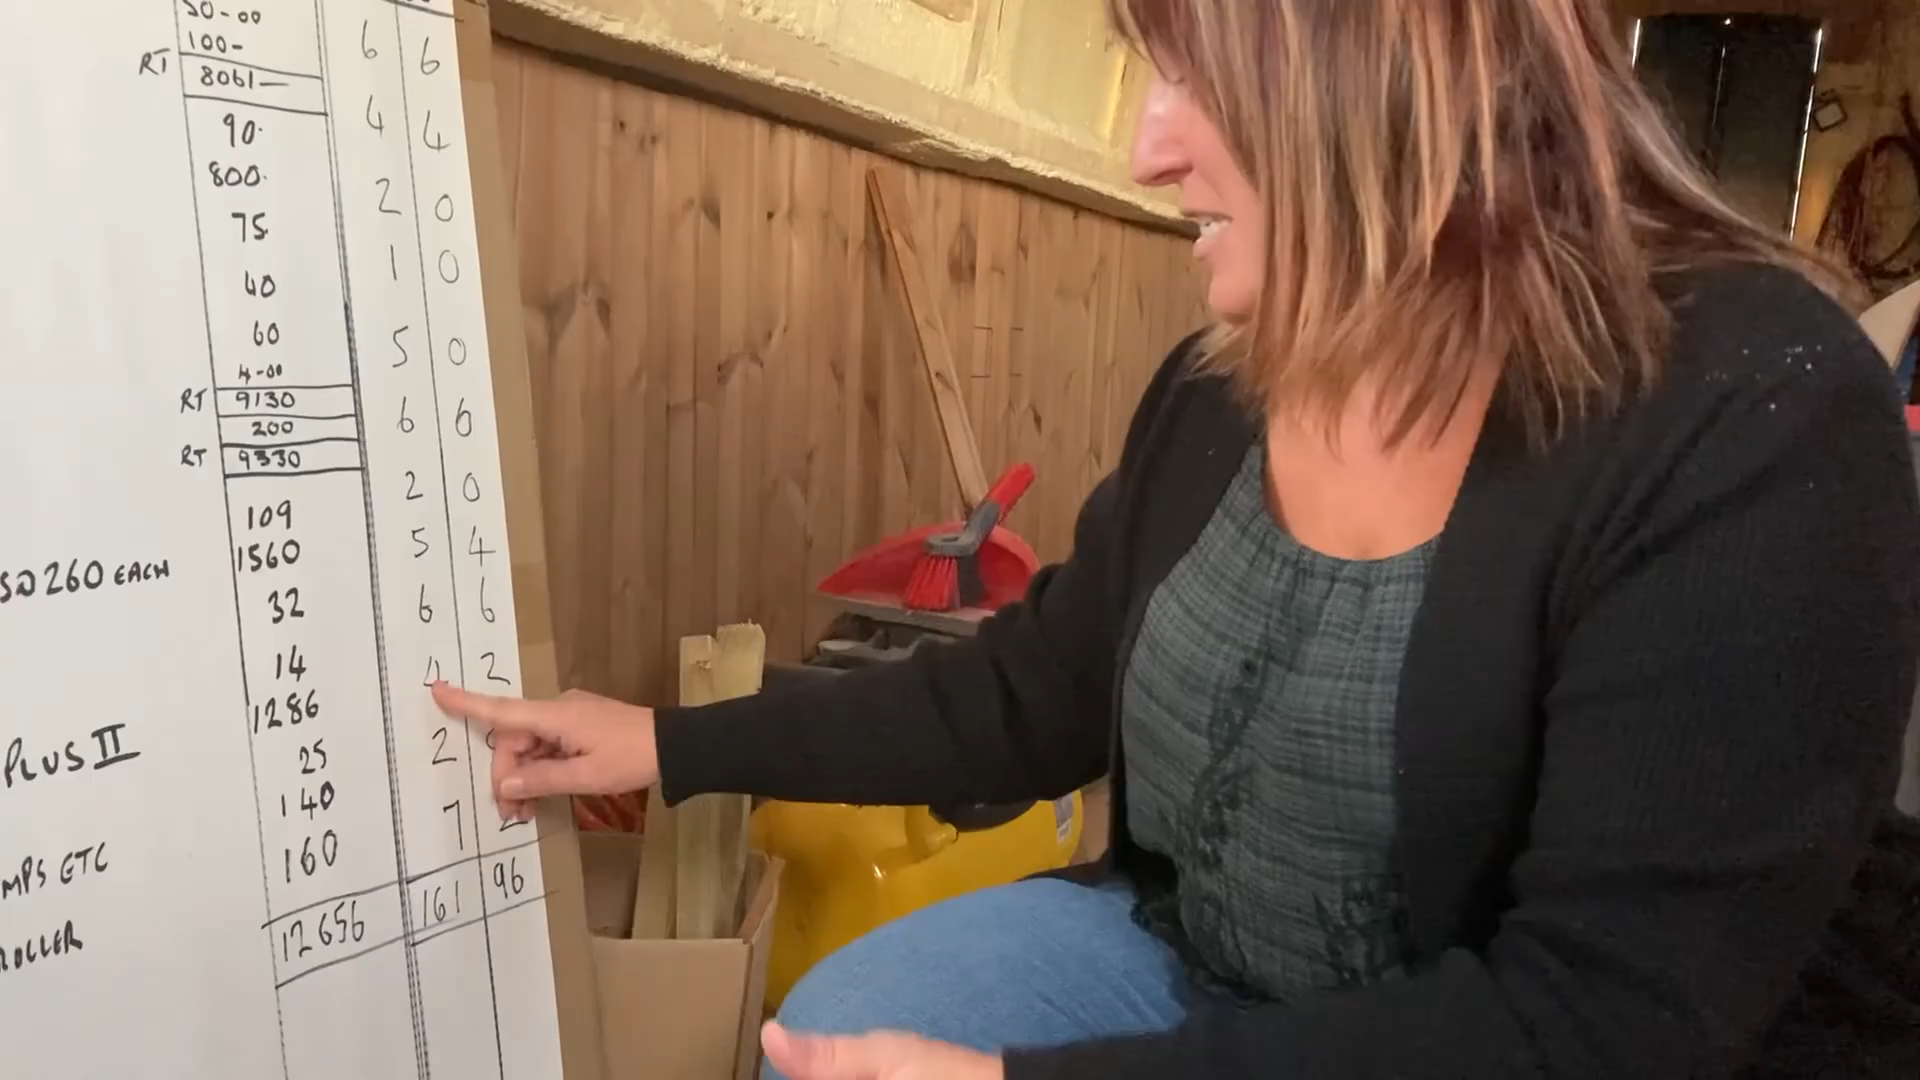 50-00
100- 6 6
RT 8061—
90. 4 4
800.
75. 2 0
40 1 0
60 5 0
4-00
RT 9130 6 6
200
RT 9330
109 2 0
1560 5 4
260 EACH
32 6 6
14 4 2
1286
PLUS II
25 2
140 7
160
MPS ETC
12656 161 96
ROLLER